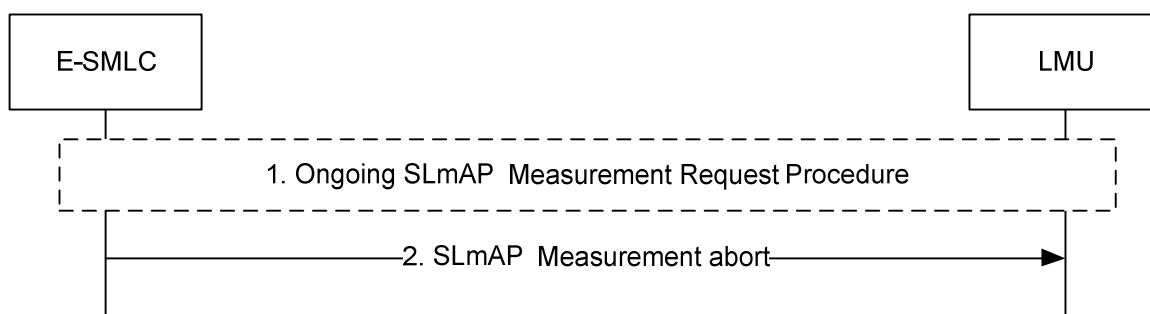 E-SMLC
LMU
1. Ongoing SLmAP Measurement Request Procedure
2. SLmAP Measurement abort